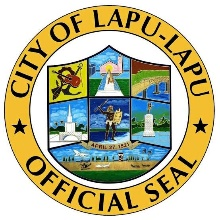 CITY OF LAPU-LAPU
APRIL 27, 1521
OFFICIAL SEAL